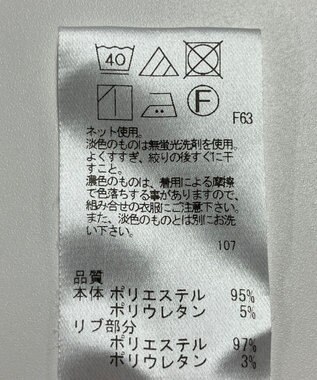 40
F
F63
ネット使用。
淡色のものは無蛍光洗剤を使用。
よくすすぎ、絞りの後すぐに干
すこと。
濃色のものは、着用による摩擦
で色落ちする事がありますので、
組み合せの衣服にご注意下さい。
また、淡色のものとは別にお洗
い下さい。
107
品質
本体 ポリエステル 95%
ポリウレタン 5%
リブ部分
ポリエステル 97%
ポリウレタン 3%